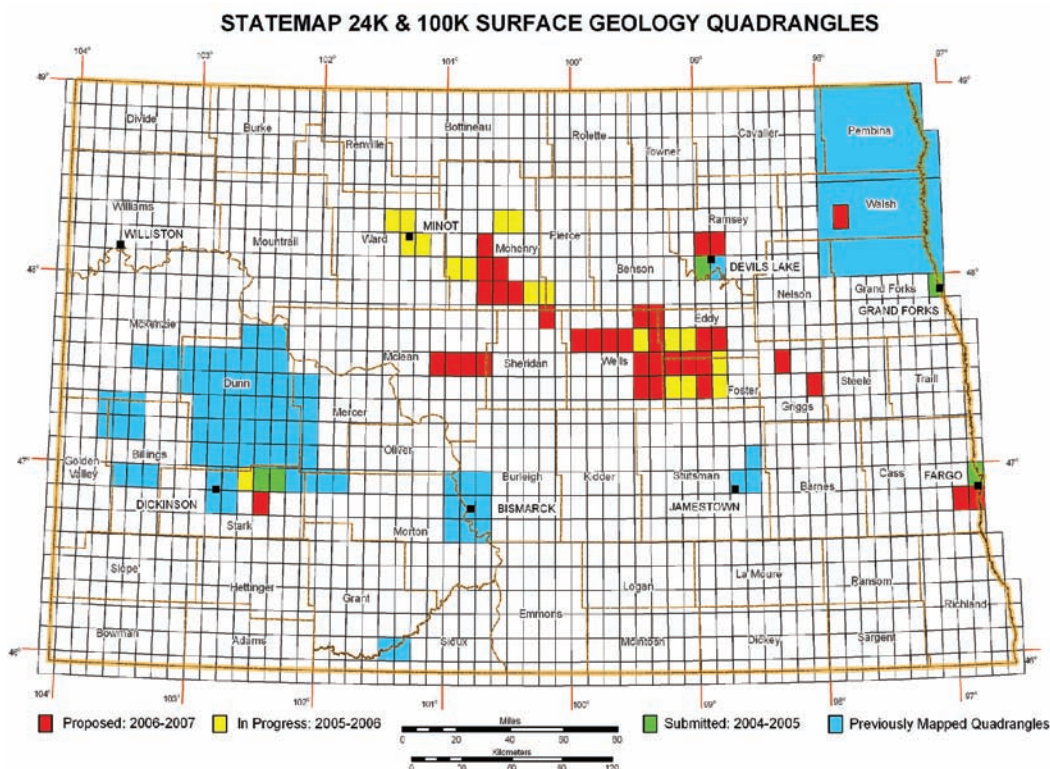 STATEMAP 24K & 100K SURFACE GEOLOGY QUADRANGLES
104° 103° 102° 101° 100° 99° 98° 97°
49° 49°
Divide Burke Renville Bottineau Rolette Towner Cavalier Pembina
Williams WILLISTON Mountrail Ward MINOT Mchenry Pierce Benson Ramsey DEVILS LAKE Walsh
48° 48°
Nelson Grand Forks GRAND FORKS
Mckenzie Dunn Mclean Sheridan Wells Eddy Foster Griggs Steele Traill
Mercer Oliver
47° 47°
Golden Valley Billings DICKINSON Stark Morton BISMARCK Burleigh Kidder Stutsman JAMESTOWN Barnes Cass FARGO
Slope Hettinger Grant Logan La Moure Ransom Richland
Bowman Adams Sioux Emmons McIntosh Dickey Sargent
46° 46°
104° 103° 102° 101° 100° 99° 98° 97°
Proposed: 2006-2007 In Progress: 2005-2006 Submitted: 2004-2005 Previously Mapped Quadrangles
Miles
0 20 40 60 80
Kilometers
0 30 60 90 120